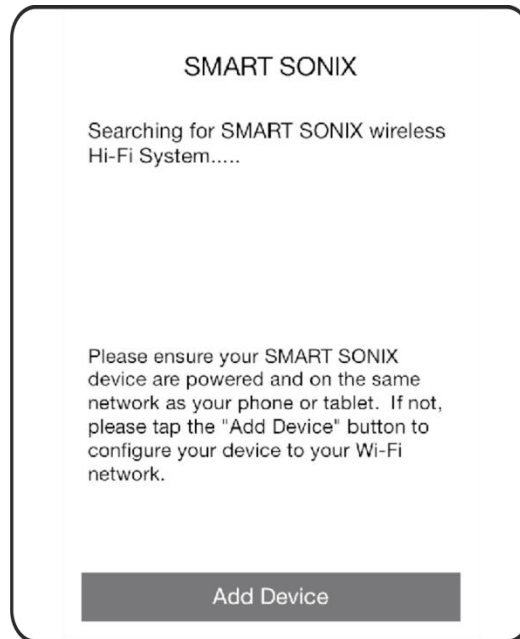 SMART SONIX
Searching for SMART SONIX wireless
Hi-Fi System.....
Please ensure your SMART SONIX
device are powered and on the same
network as your phone or tablet.  If not,
please tap the "Add Device" button to
configure your device to your Wi-Fi
network.
Add Device